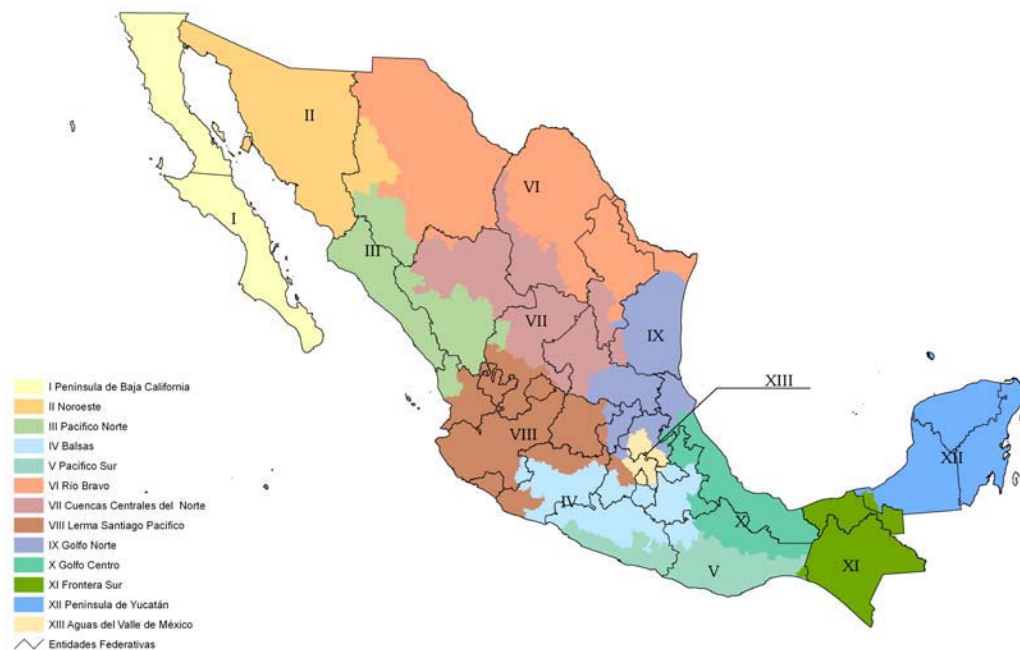 II
VI
I
III
VII
IX
XIII
VIII
XII
IV
X
V
XI
I Península de Baja California
II Noroeste
III Pacifico Norte
IV Balsas
V Pacífico Sur
VI Río Bravo
VII Cuencas Centrales del Norte
VIII Lerma Santiago Pacifico
IX Golfo Norte
X Golfo Centro
XI Frontera Sur
XII Península de Yucatán
XIII Aguas del Valle de México
Entidades Federativas